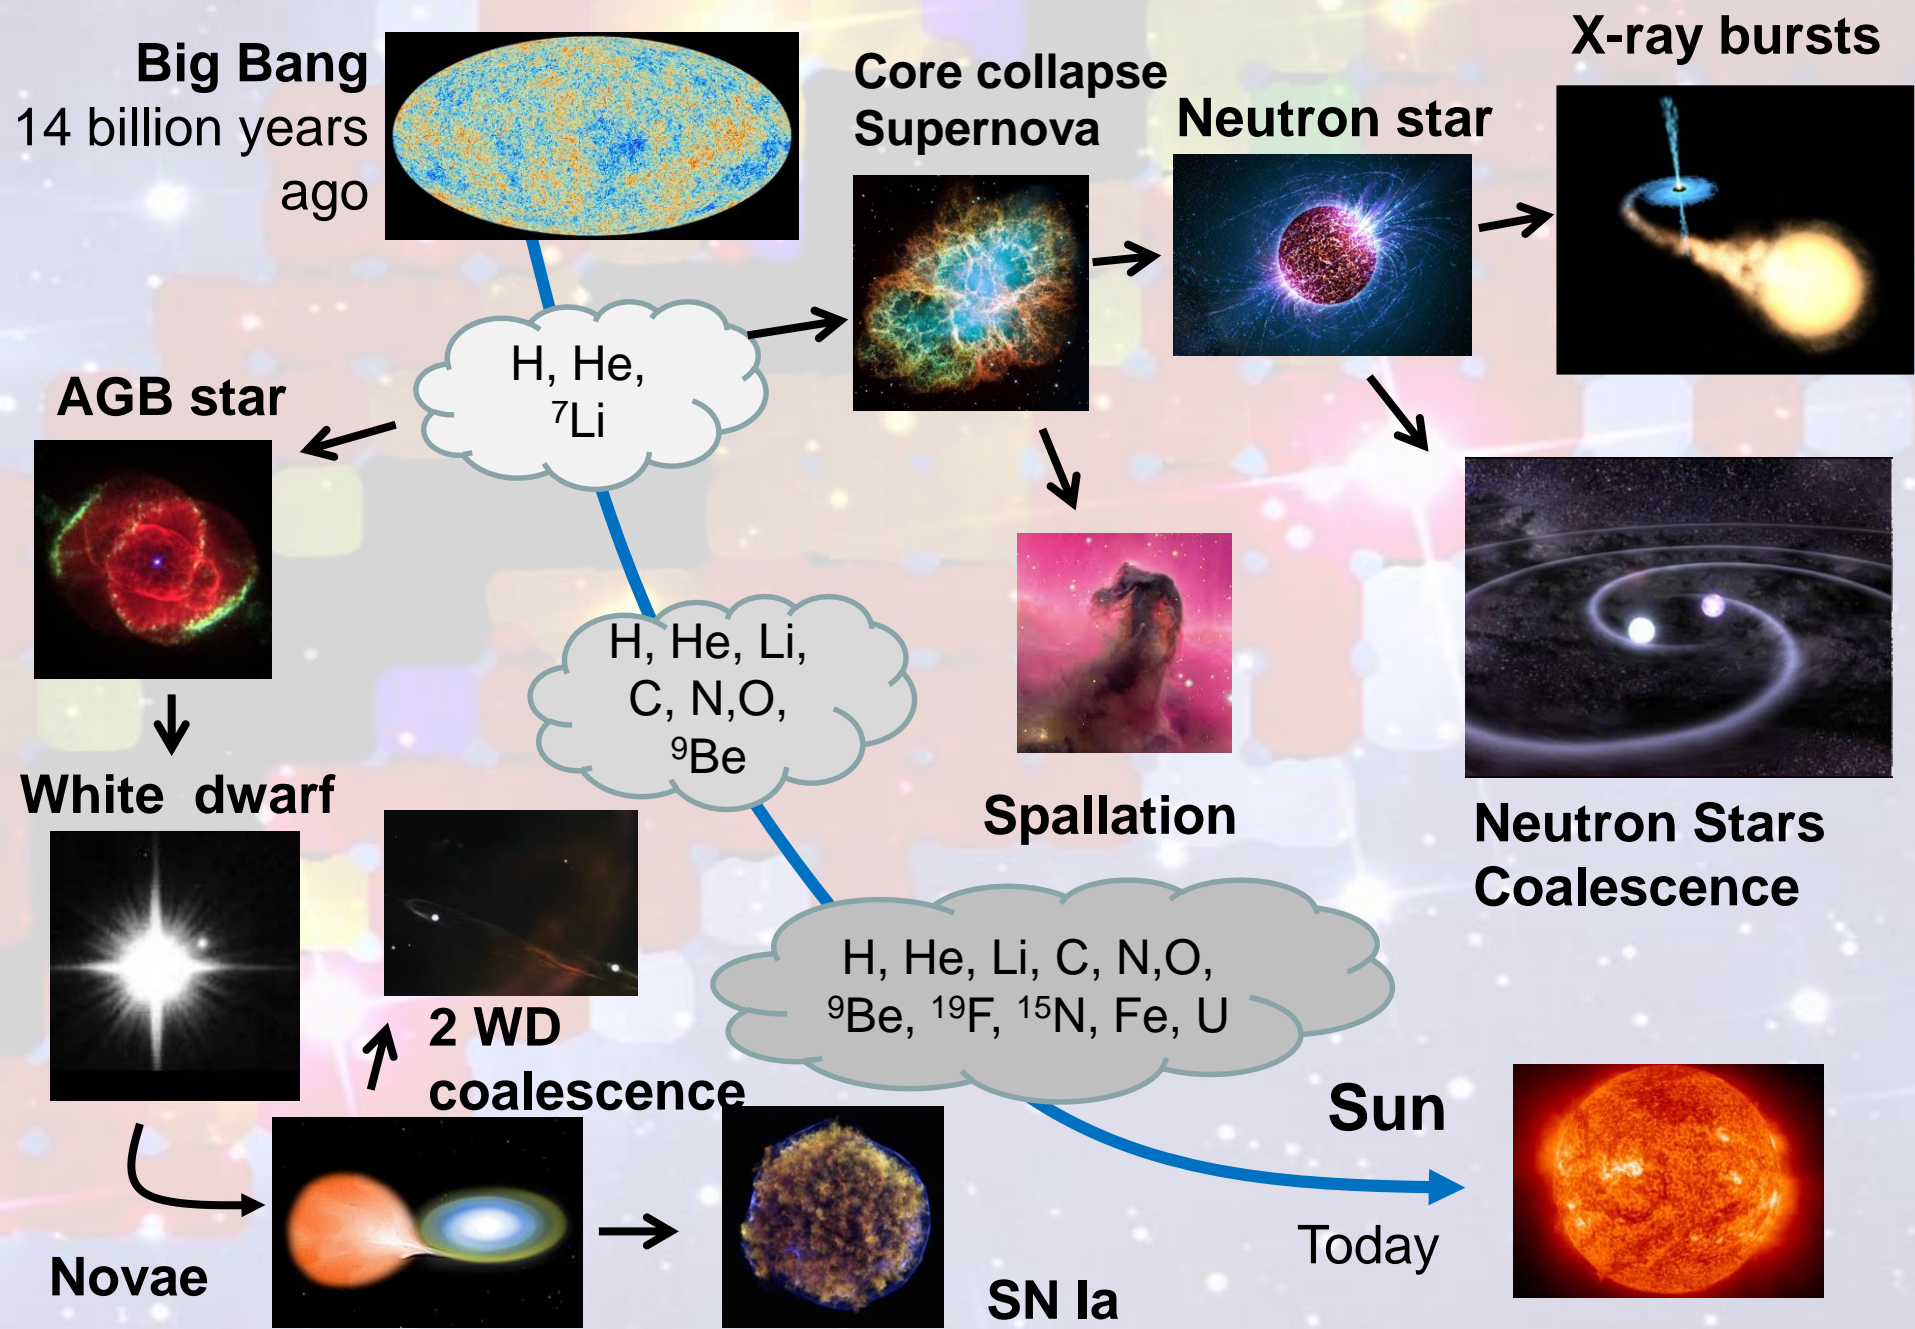 Big Bang
14 billion years
ago
Core collapse
Supernova
Neutron star
X-ray bursts
H, He,
⁷Li
AGB star
H, He, Li,
C, N,O,
⁹Be
White dwarf
Spallation
Neutron Stars
Coalescence
H, He, Li, C, N,O,
⁹Be, ¹⁹F, ¹⁵N, Fe, U
2 WD
coalescence
Sun
Today
Novae
SN Ia